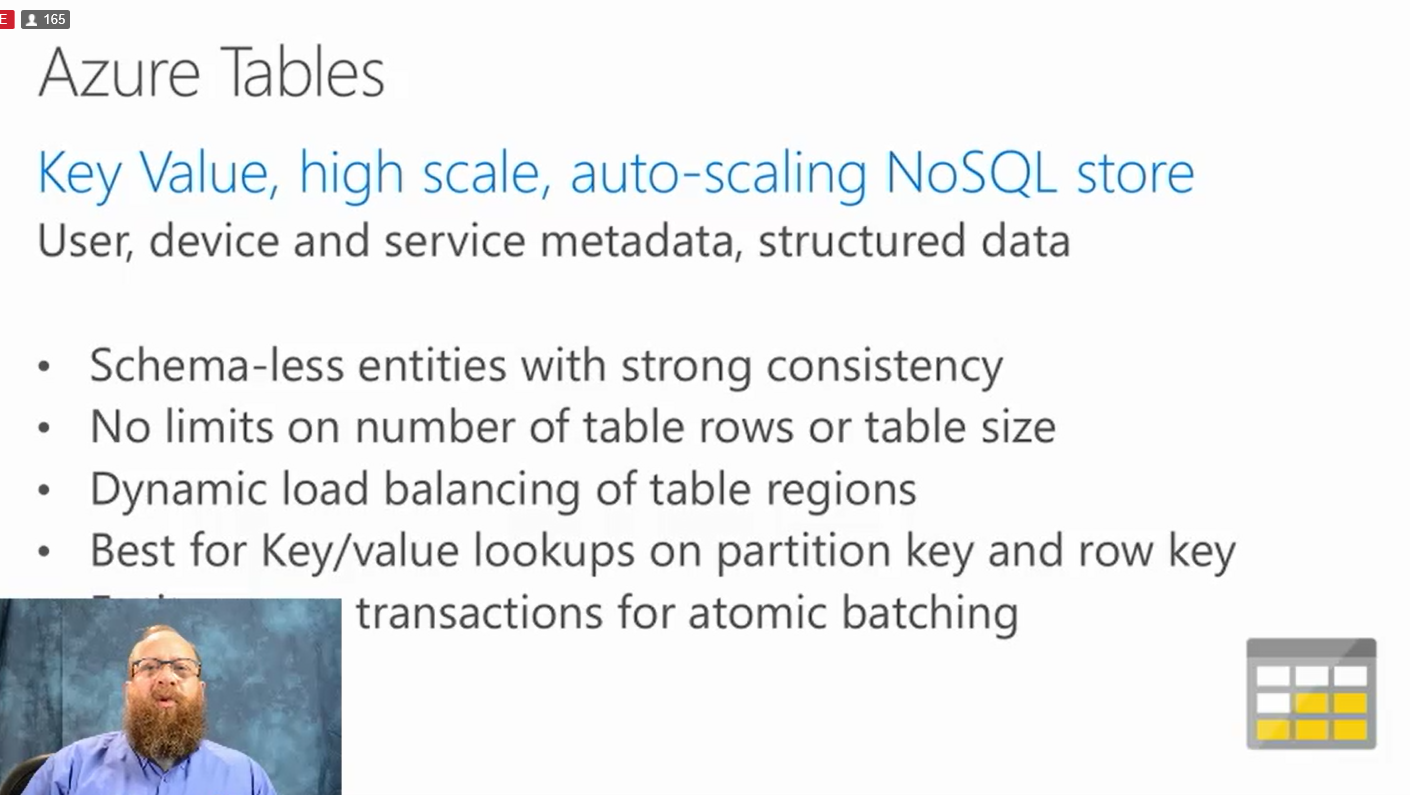 E 165
Azure Tables
Key Value, high scale, auto-scaling NoSQL store
User, device and service metadata, structured data
• Schema-less entities with strong consistency
• No limits on number of table rows or table size
• Dynamic load balancing of table regions
• Best for Key/value lookups on partition key and row key
transactions for atomic batching